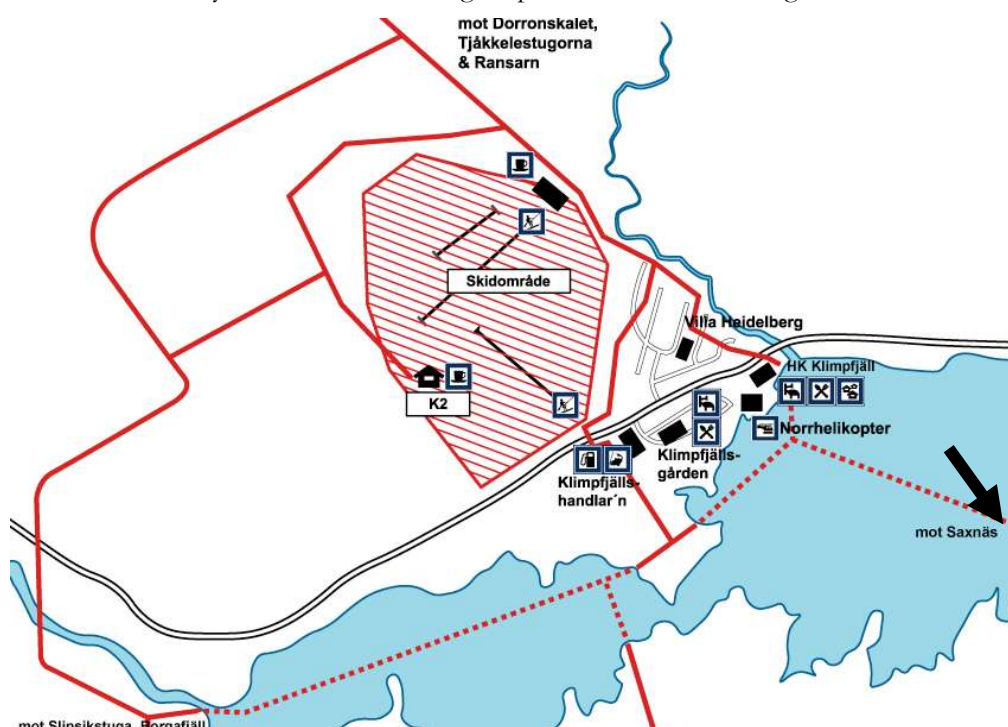 mot Dorronskalet,
Tjåkkelestugorna
& Ransarn
Skidområde
Villa Heidelberg
HK Klimpfjäll
K2
Norrhelikopter
Klimpfjälls-
gården
Klimpfjälls-
handlar´n
mot Saxnäs
mot Slipsikstuga, Borgafjäll